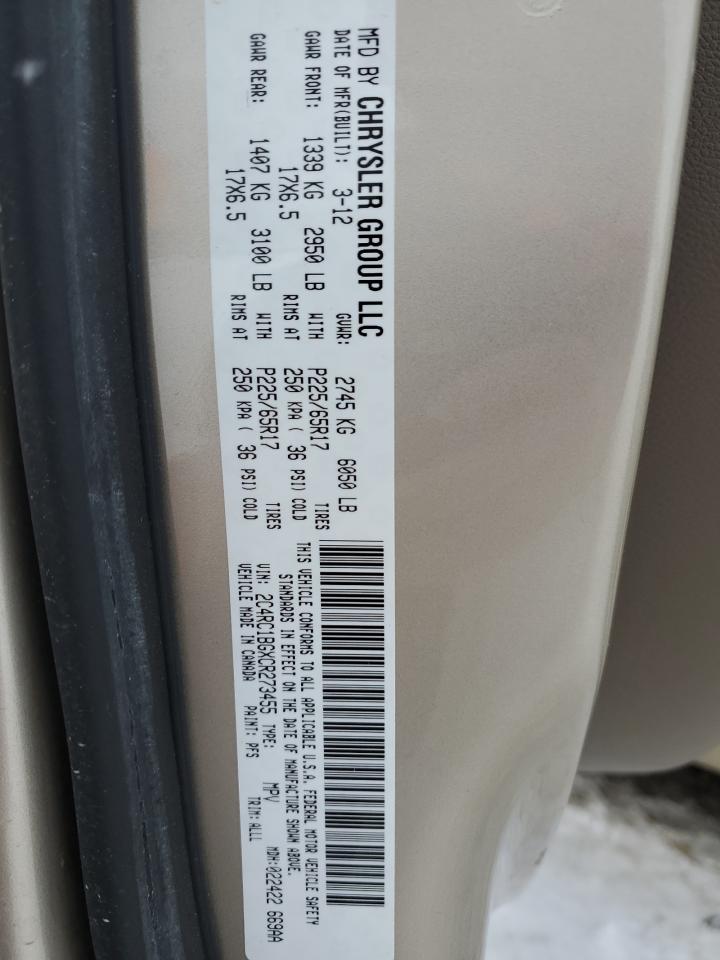 MFD BY CHRYSLER GROUP LLC
DATE OF MFR(BUILT): 3-12 GVWR: 2745 KG 6050 LB
GAWR FRONT: 1339 KG 2950 LB WITH P225/65R17 TIRES
17X6.5 RIMS AT 250 KPA ( 36 PSI) COLD
GAWR REAR: 1407 KG 3100 LB WITH P225/65R17 TIRES
17X6.5 RIMS AT 250 KPA ( 36 PSI) COLD
THIS VEHICLE CONFORMS TO ALL APPLICABLE U.S.A. FEDERAL MOTOR VEHICLE SAFETY
STANDARDS IN EFFECT ON THE DATE OF MANUFACTURE SHOWN ABOVE.
VIN: 2C4RC1BGXCR273455 TYPE: MPV MDH:022422 669AA
VEHICLE MADE IN CANADA PAINT: PFS TRIM: ALLL